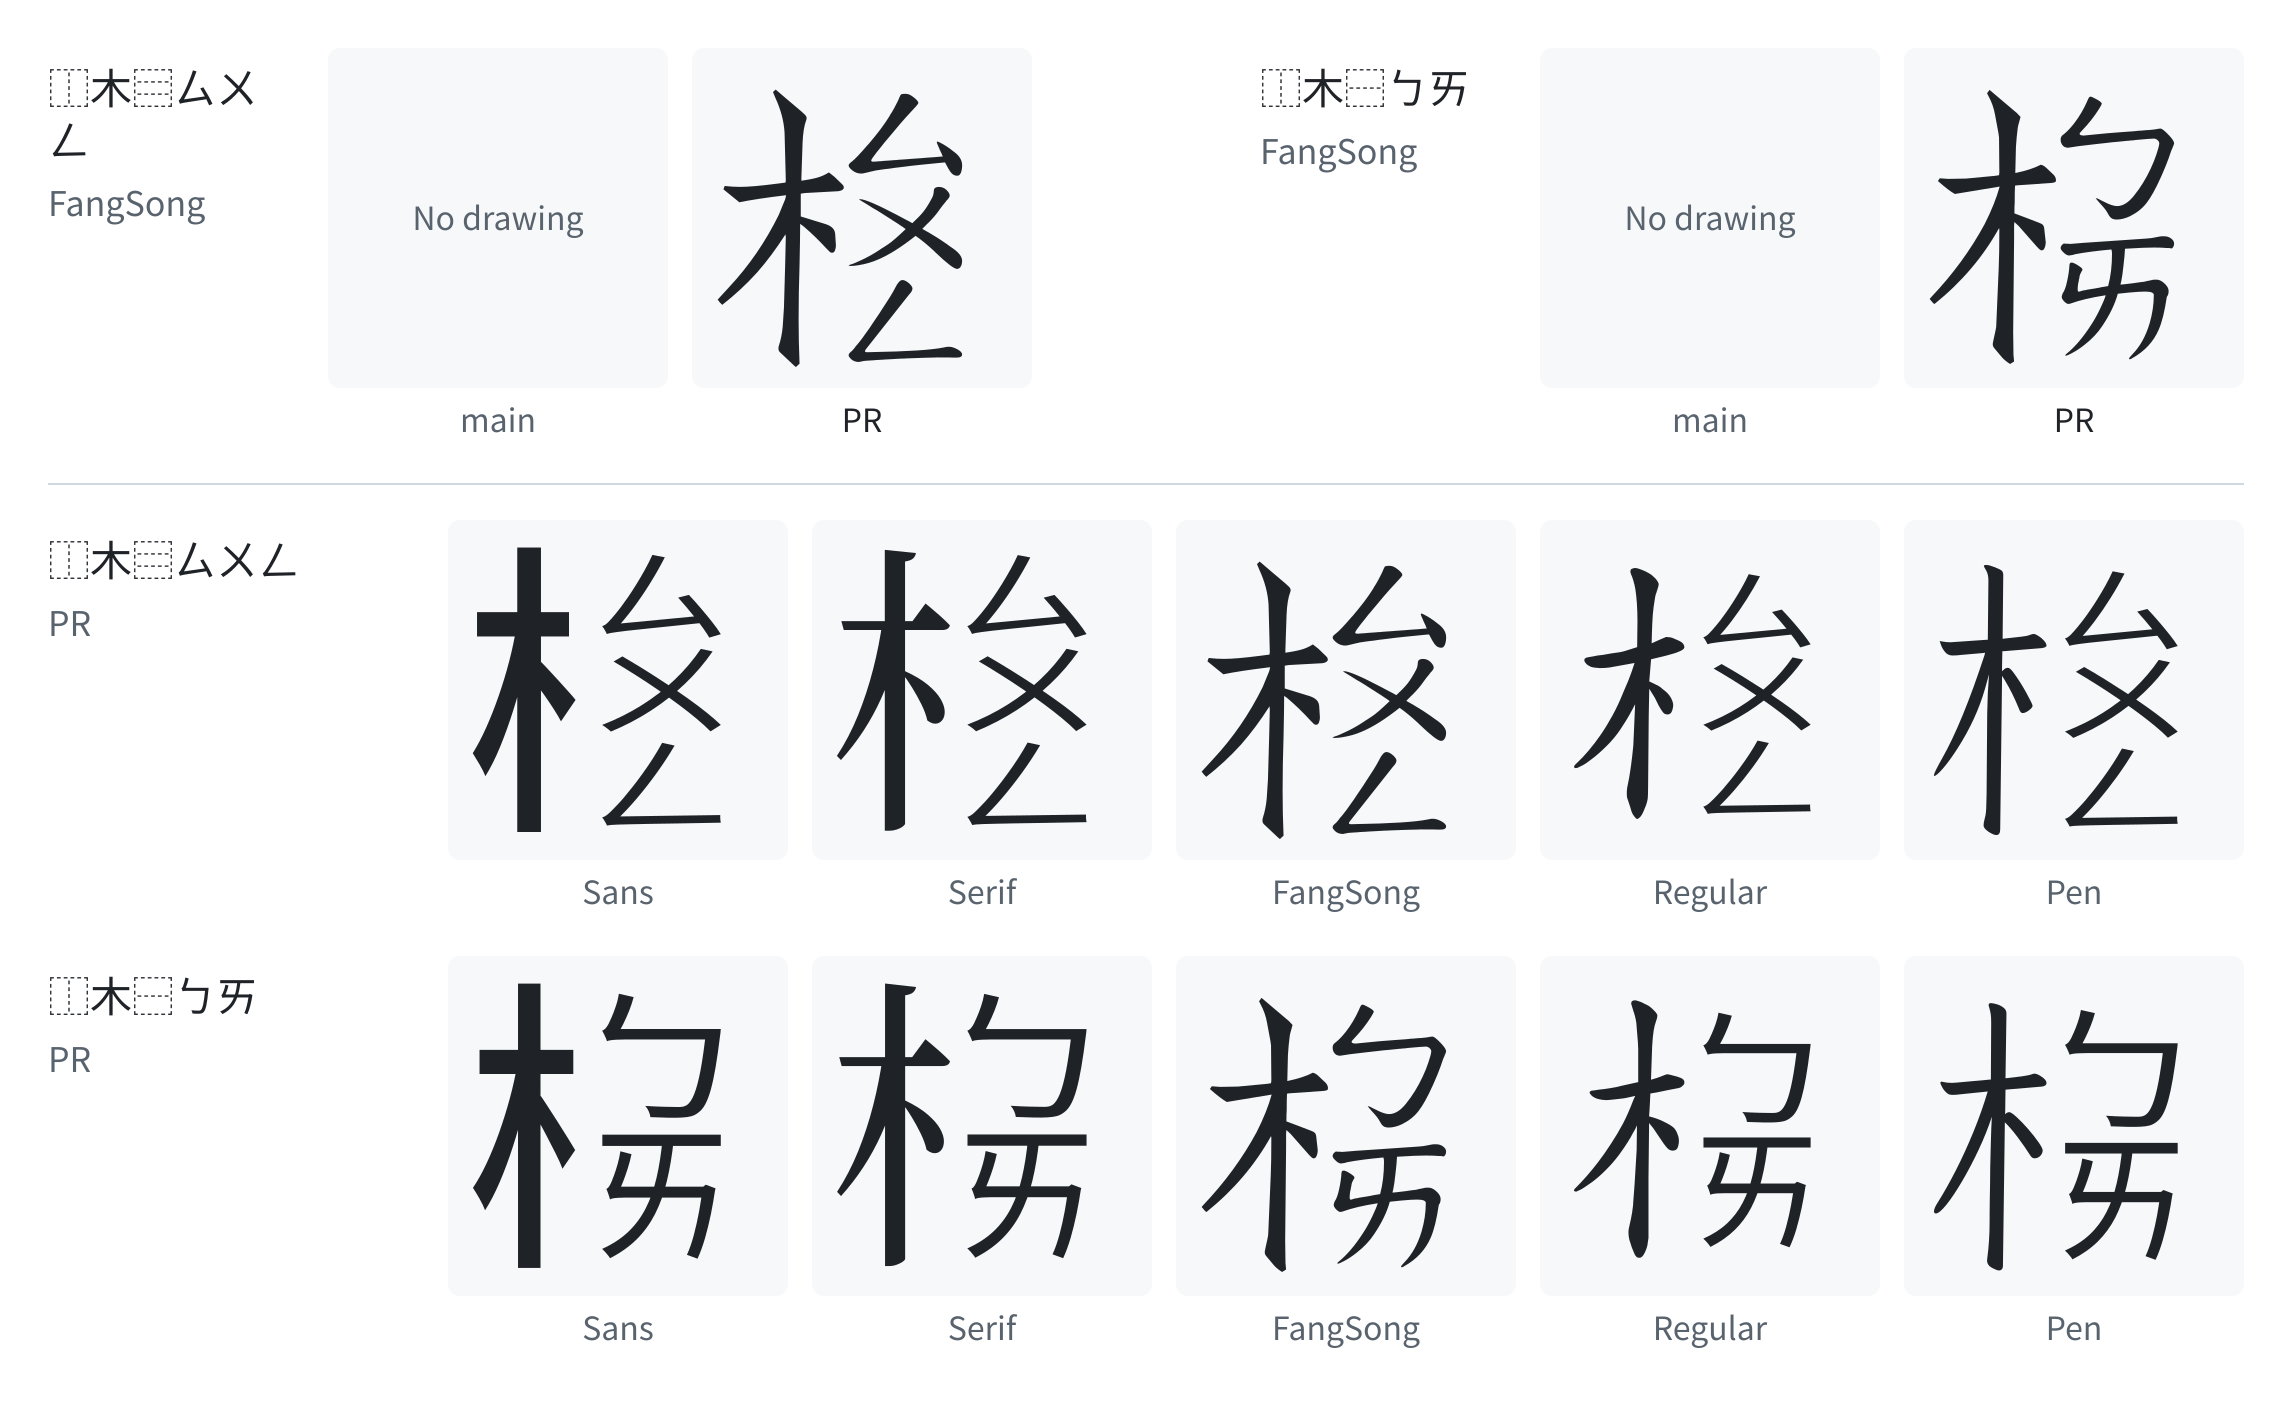 ⿰木⿳ㄙㄨ
ㄥ
FangSong
No drawing
main
PR
⿰木⿱ㄅㄞ
FangSong
No drawing
main
PR
⿰木⿳ㄙㄨㄥ
PR
Sans
Serif
FangSong
Regular
Pen
⿰木⿱ㄅㄞ
PR
Sans
Serif
FangSong
Regular
Pen